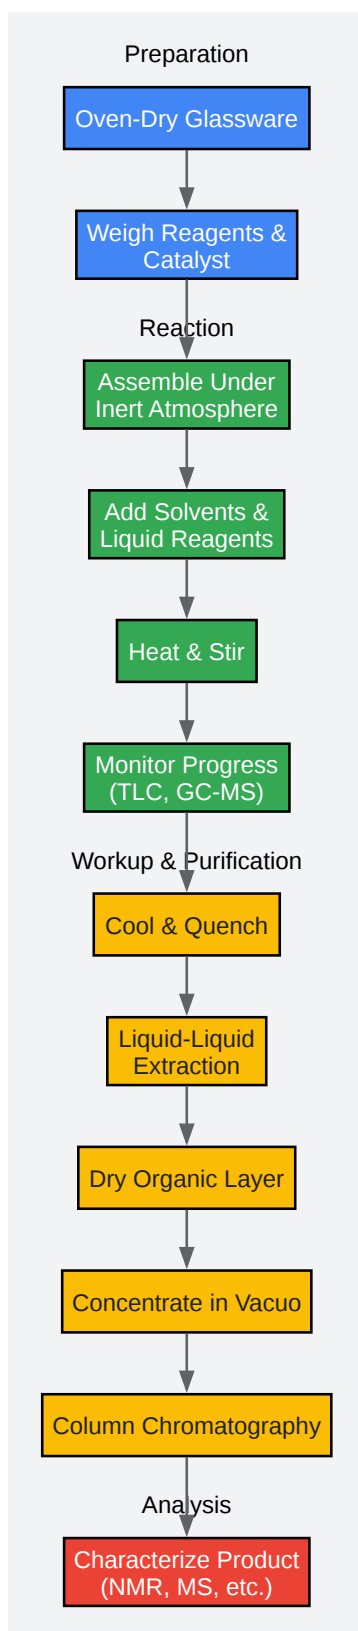 Preparation
Oven-Dry Glassware
Weigh Reagents &
Catalyst
Reaction
Assemble Under
Inert Atmosphere
Add Solvents &
Liquid Reagents
Heat & Stir
Monitor Progress
(TLC, GC-MS)
Workup & Purification
Cool & Quench
Liquid-Liquid
Extraction
Dry Organic Layer
Concentrate in Vacuo
Column Chromatography
Analysis
Characterize Product
(NMR, MS, etc.)